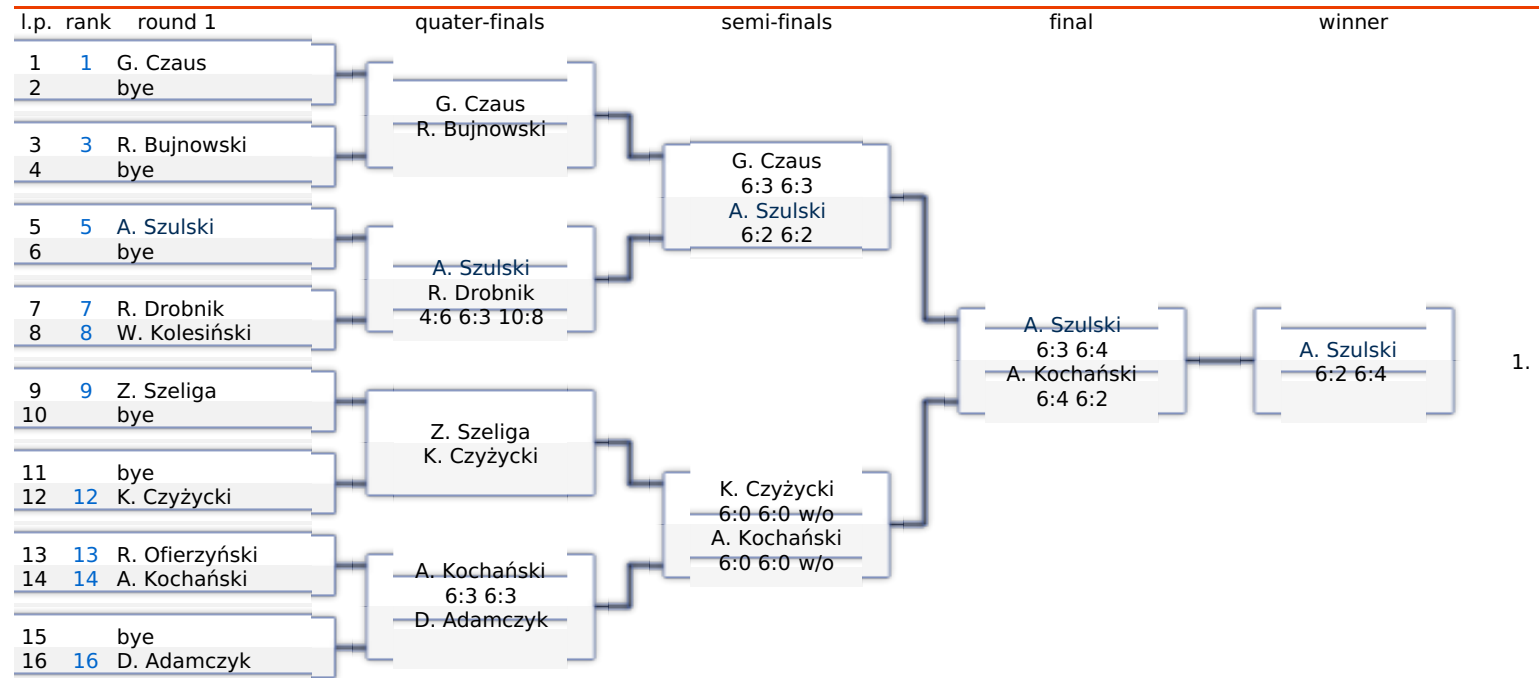 l.p. rank round 1 quater-finals semi-finals final winner
1 1 G. Czaus
2 bye
3 3 R. Bujnowski
4 bye
5 5 A. Szulski
6 bye
7 7 R. Drobnik
8 8 W. Kolesiński
9 9 Z. Szeliga
10 bye
11 bye
12 12 K. Czyżycki
13 13 R. Ofierzyński
14 14 A. Kochański
15 bye
16 16 D. Adamczyk
G. Czaus
R. Bujnowski
A. Szulski
R. Drobnik
4:6 6:3 10:8
Z. Szeliga
K. Czyżycki
A. Kochański
6:3 6:3
D. Adamczyk
G. Czaus
6:3 6:3
A. Szulski
6:2 6:2
K. Czyżycki
6:0 6:0 w/o
A. Kochański
6:0 6:0 w/o
A. Szulski
6:3 6:4
A. Kochański
6:4 6:2
A. Szulski
6:2 6:4
1.